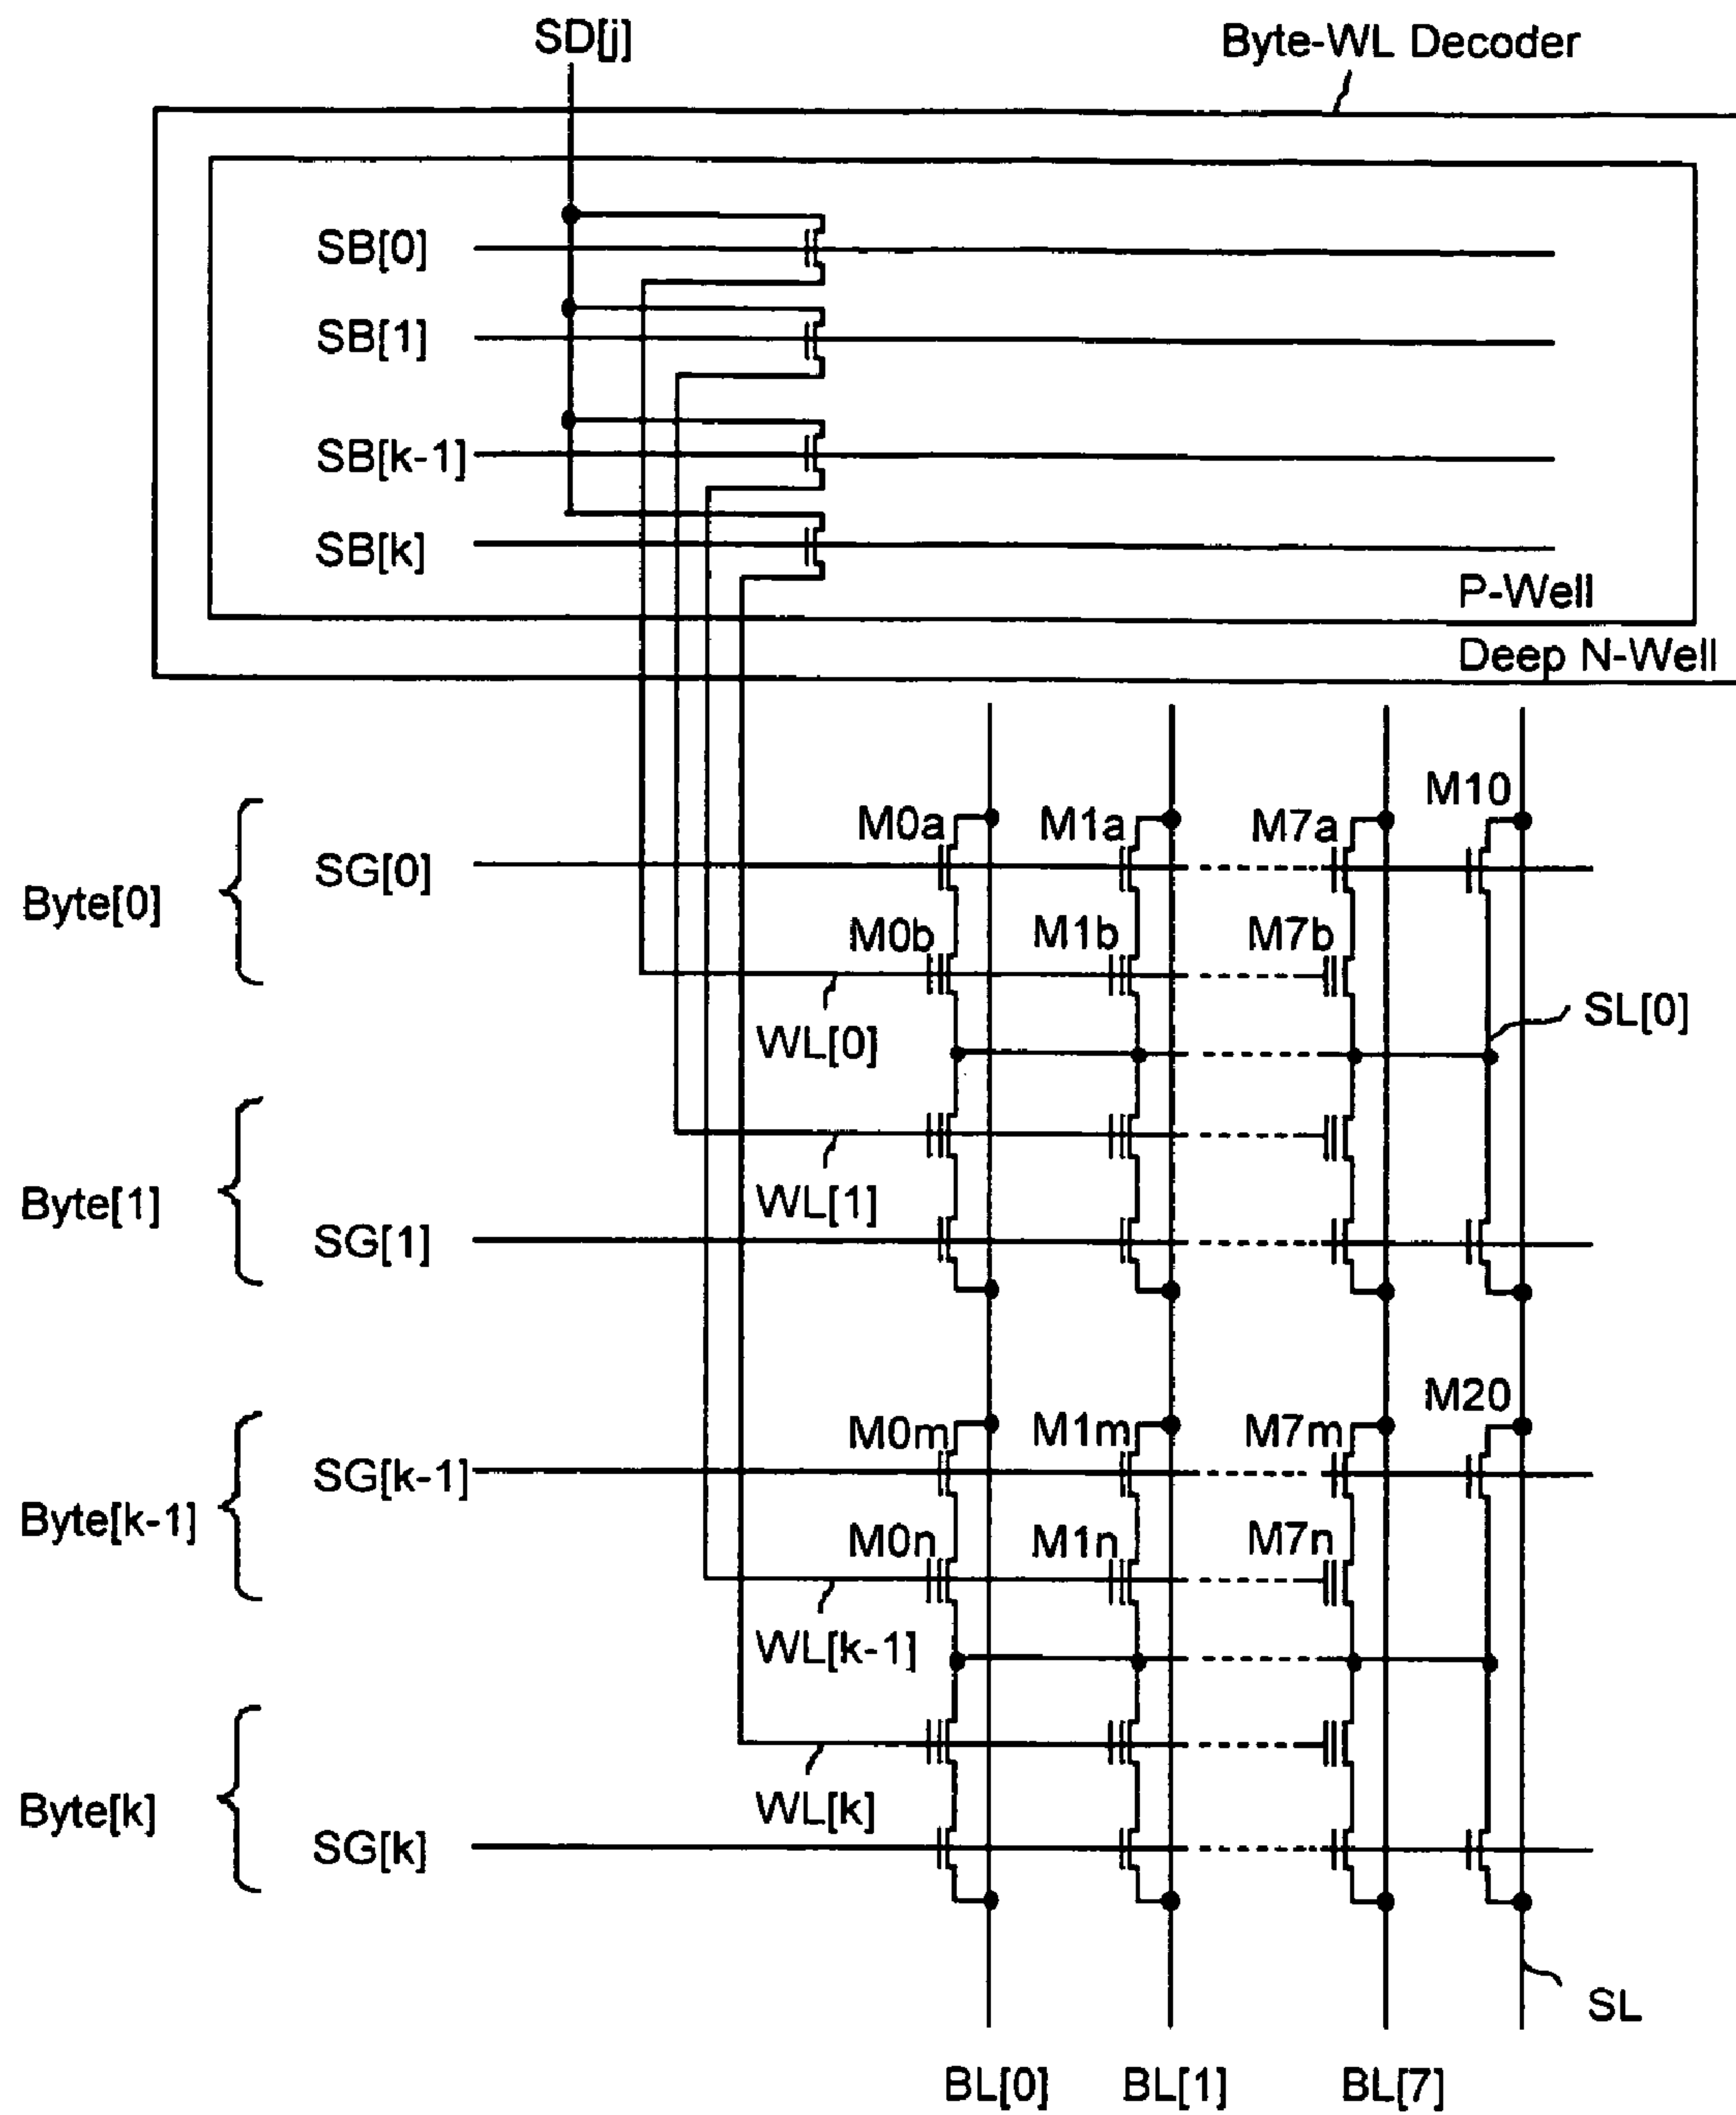 SD[j]
Byte-WL Decoder
SB[0]
SB[1]
SB[k-1]
SB[k]
P-Well
Deep N-Well
M10
M0a
M1a
M7a
SG[0]
Byte[0]
M0b
M1b
M7b
SL[0]
WL[0]
Byte[1]
WL[1]
SG[1]
M20
M0m
M1m
M7m
SG[k-1]
Byte[k-1]
M0n
M1n
M7n
WL[k-1]
Byte[k]
WL[k]
SG[k]
SL
BL[0]
BL[1]
BL[7]